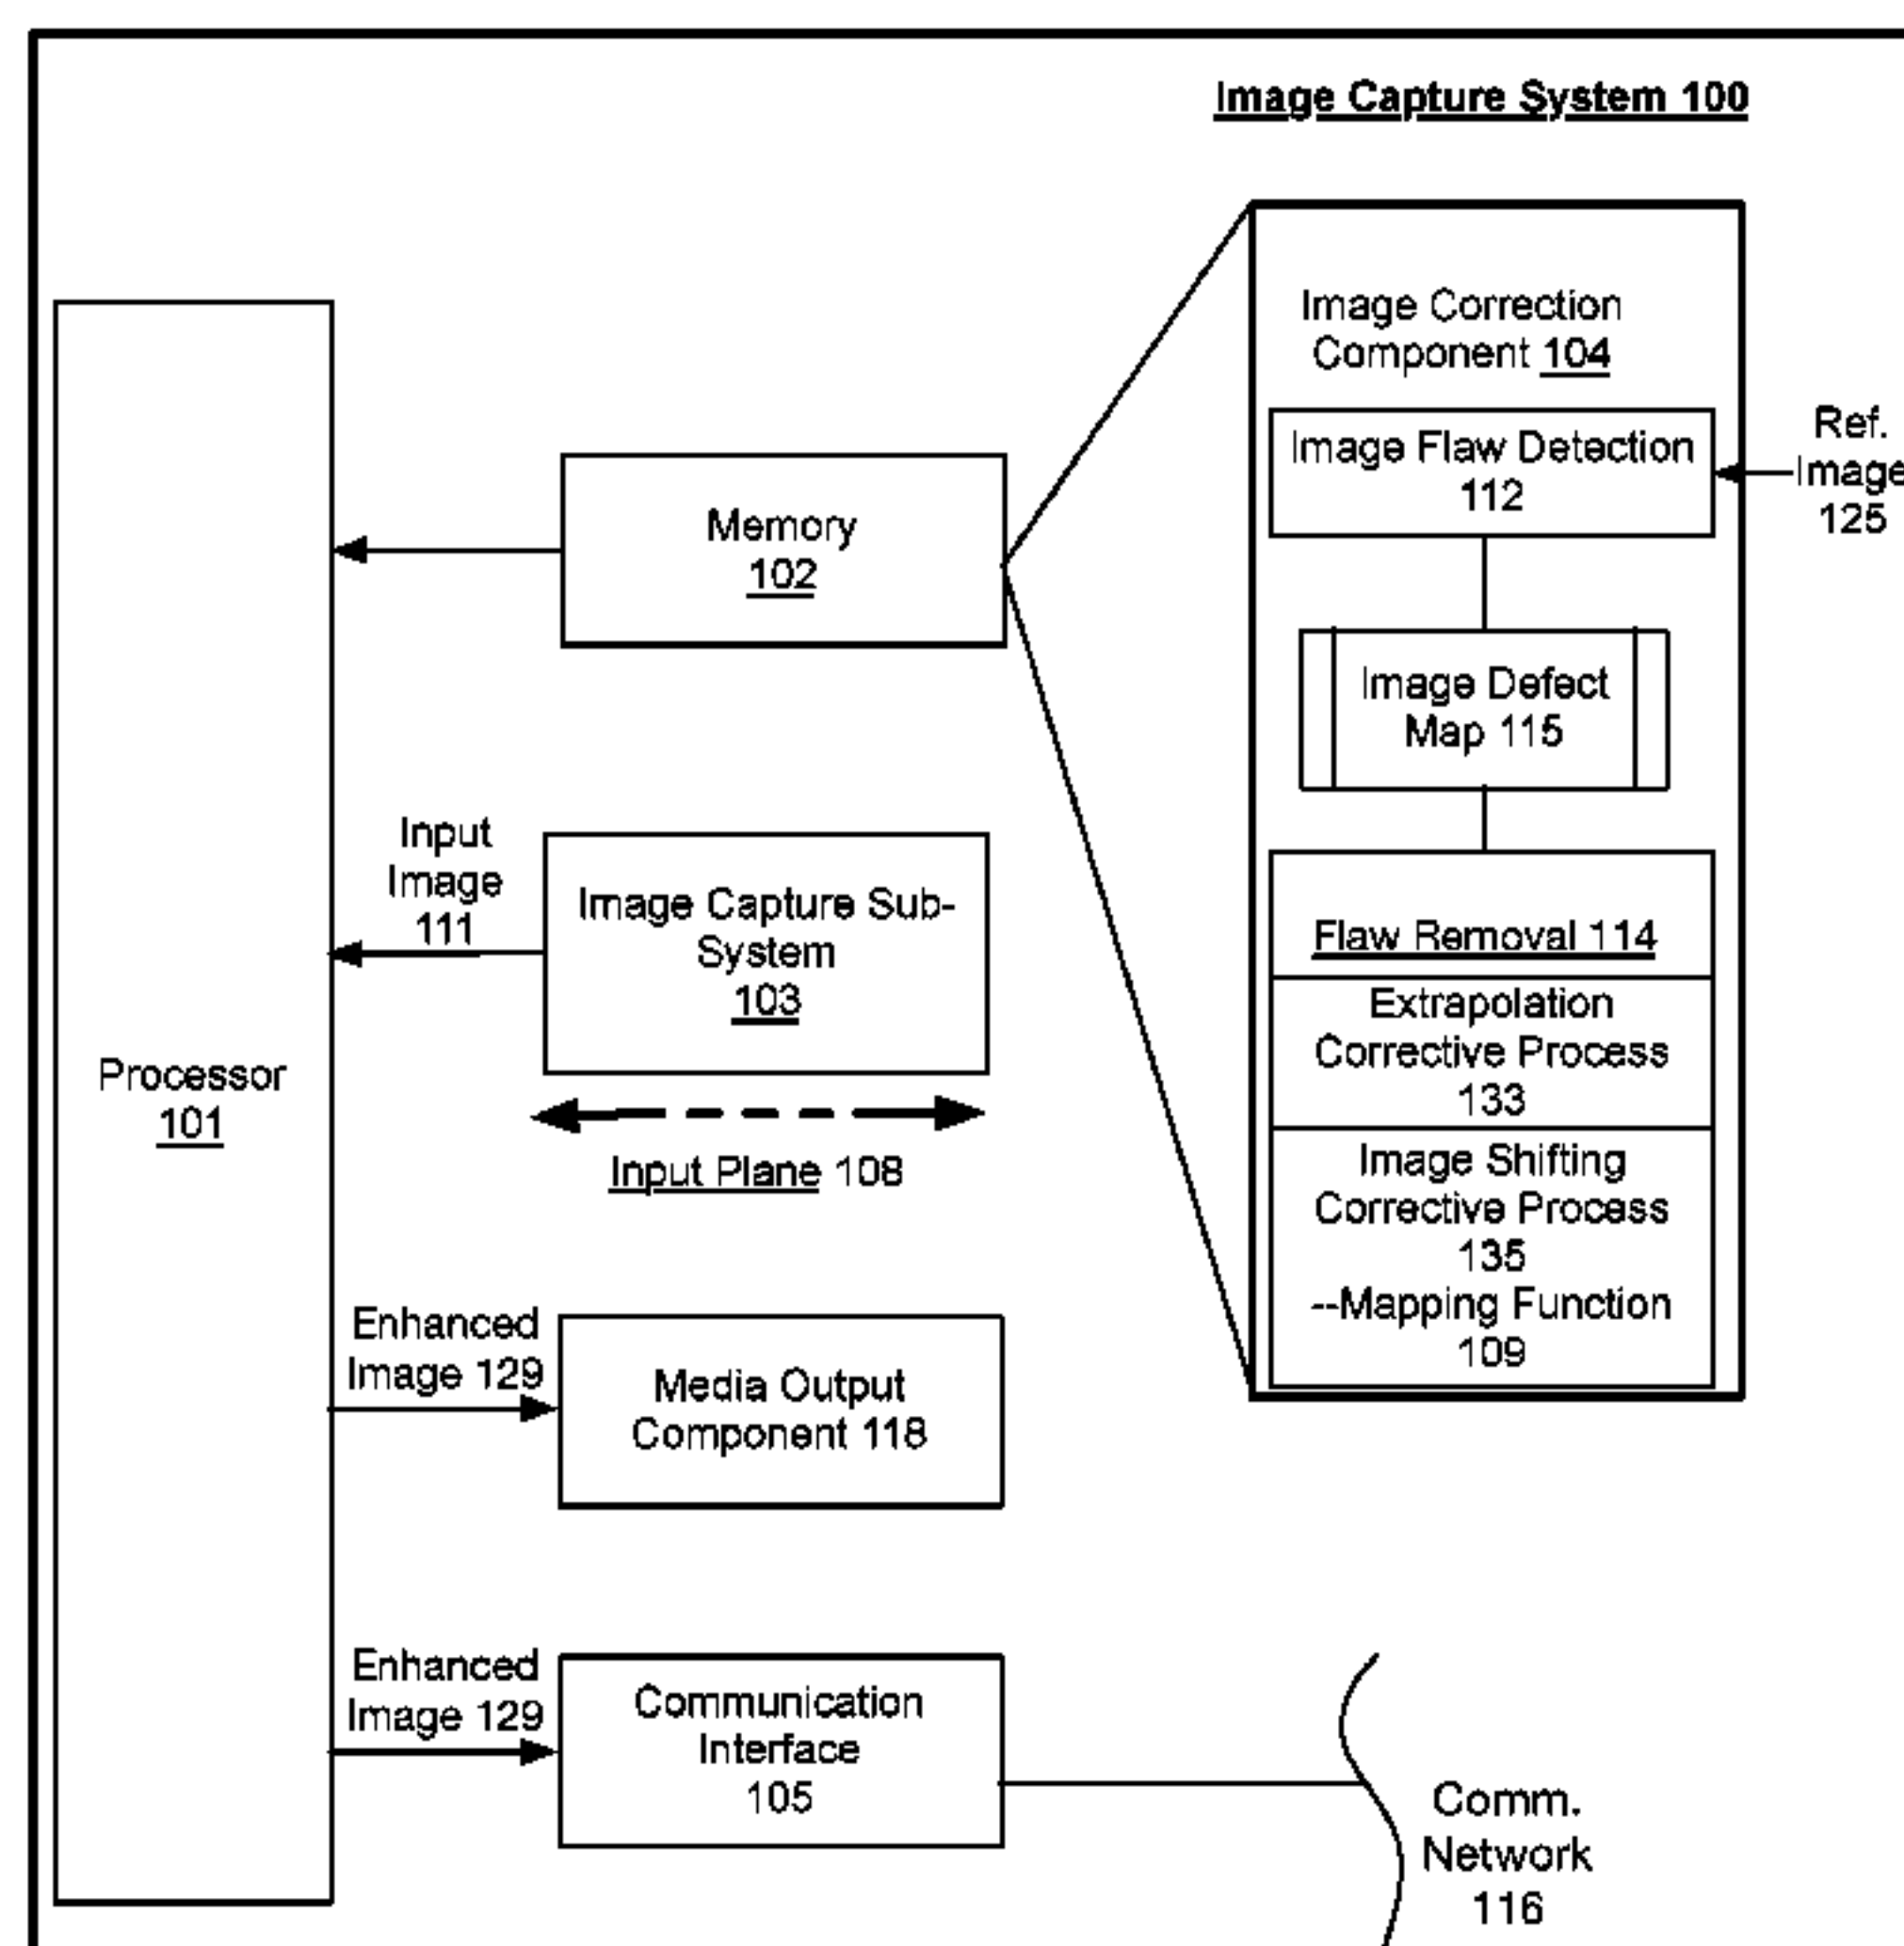 Image Capture System 100
Image Correction
Component 104
Image Flaw Detection
112
Ref.
Image
125
Memory
102
Image Defect
Map 115
Input
Image
111
Image Capture Sub-
System
103
Flaw Removal 114
Extrapolation
Corrective Process
133
Processor
101
Input Plane 108
Image Shifting
Corrective Process
135
--Mapping Function
109
Enhanced
Image 129
Media Output
Component 118
Enhanced
Image 129
Communication
Interface
105
Comm.
Network
116